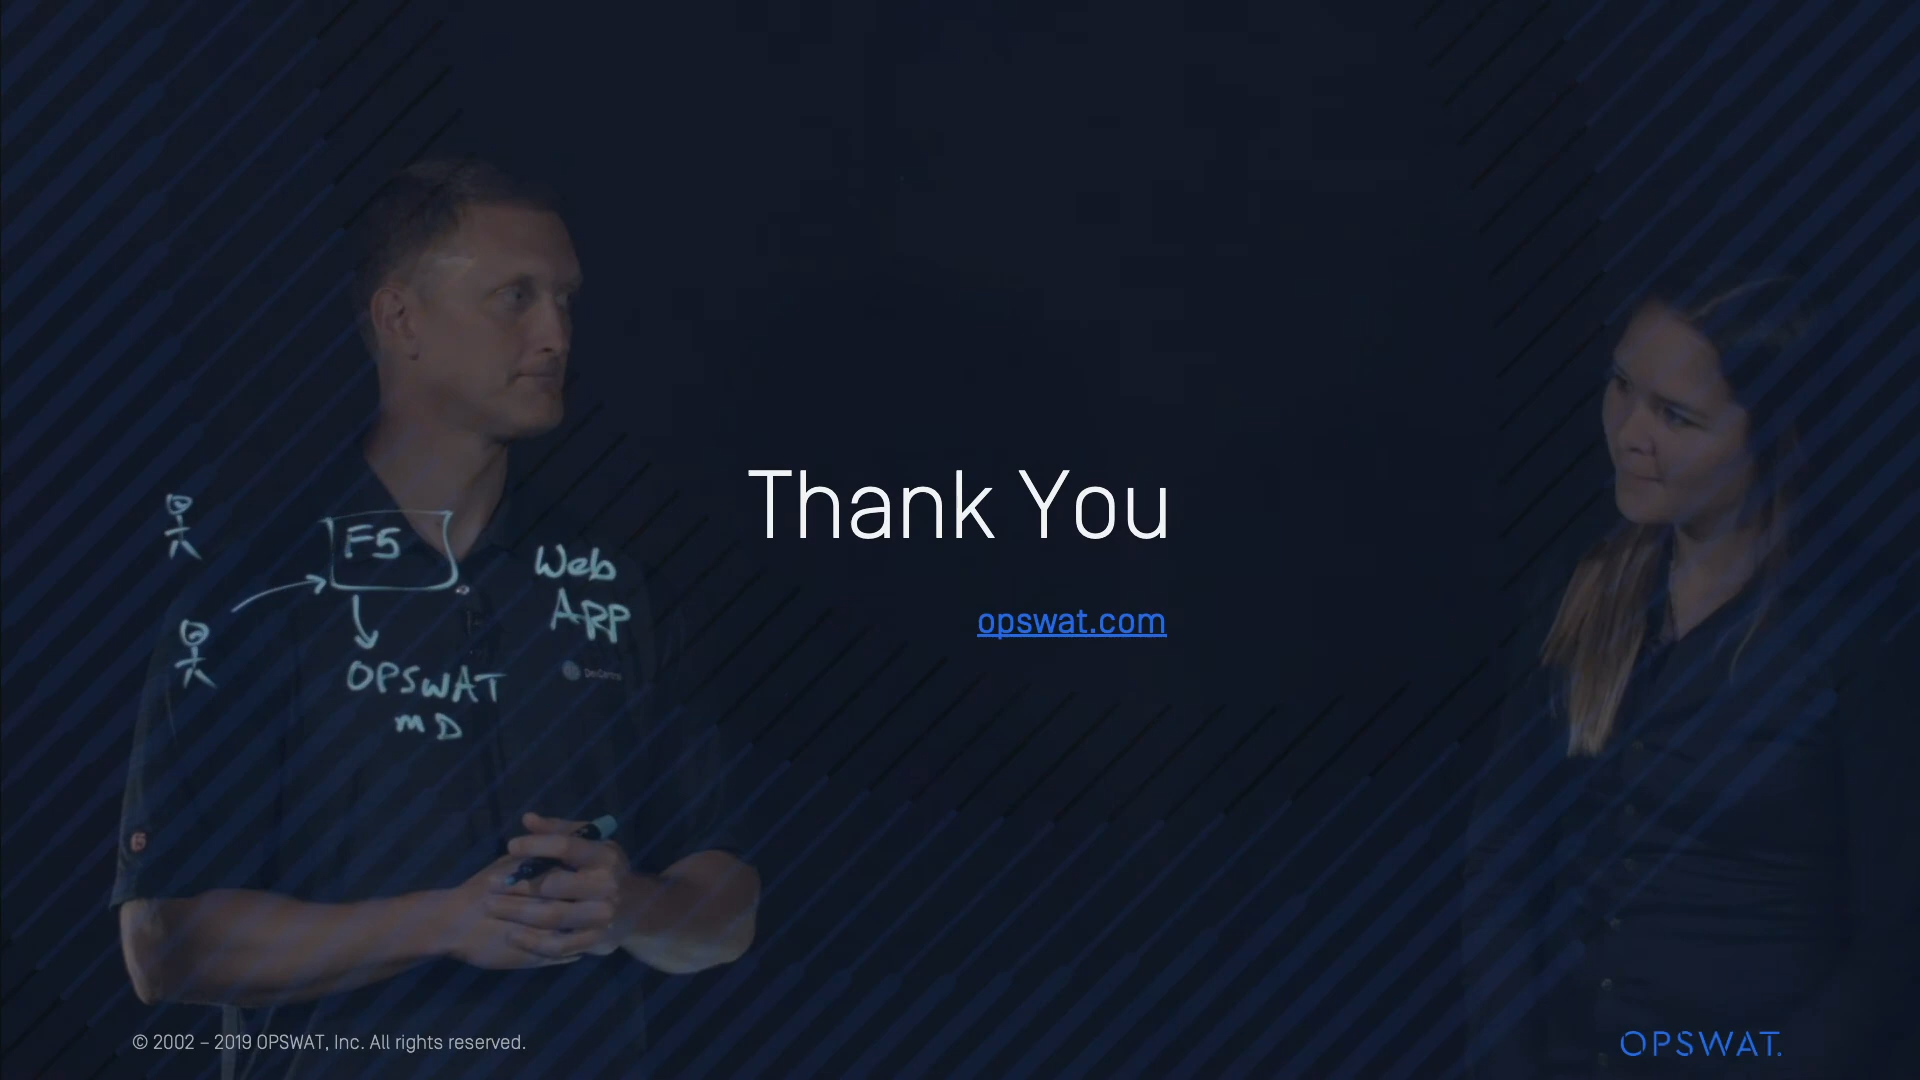 Thank You
F5
Web
APP
opswat.com
OPSWAT
MD
© 2002 – 2019 OPSWAT, Inc. All rights reserved.
OPSWAT.